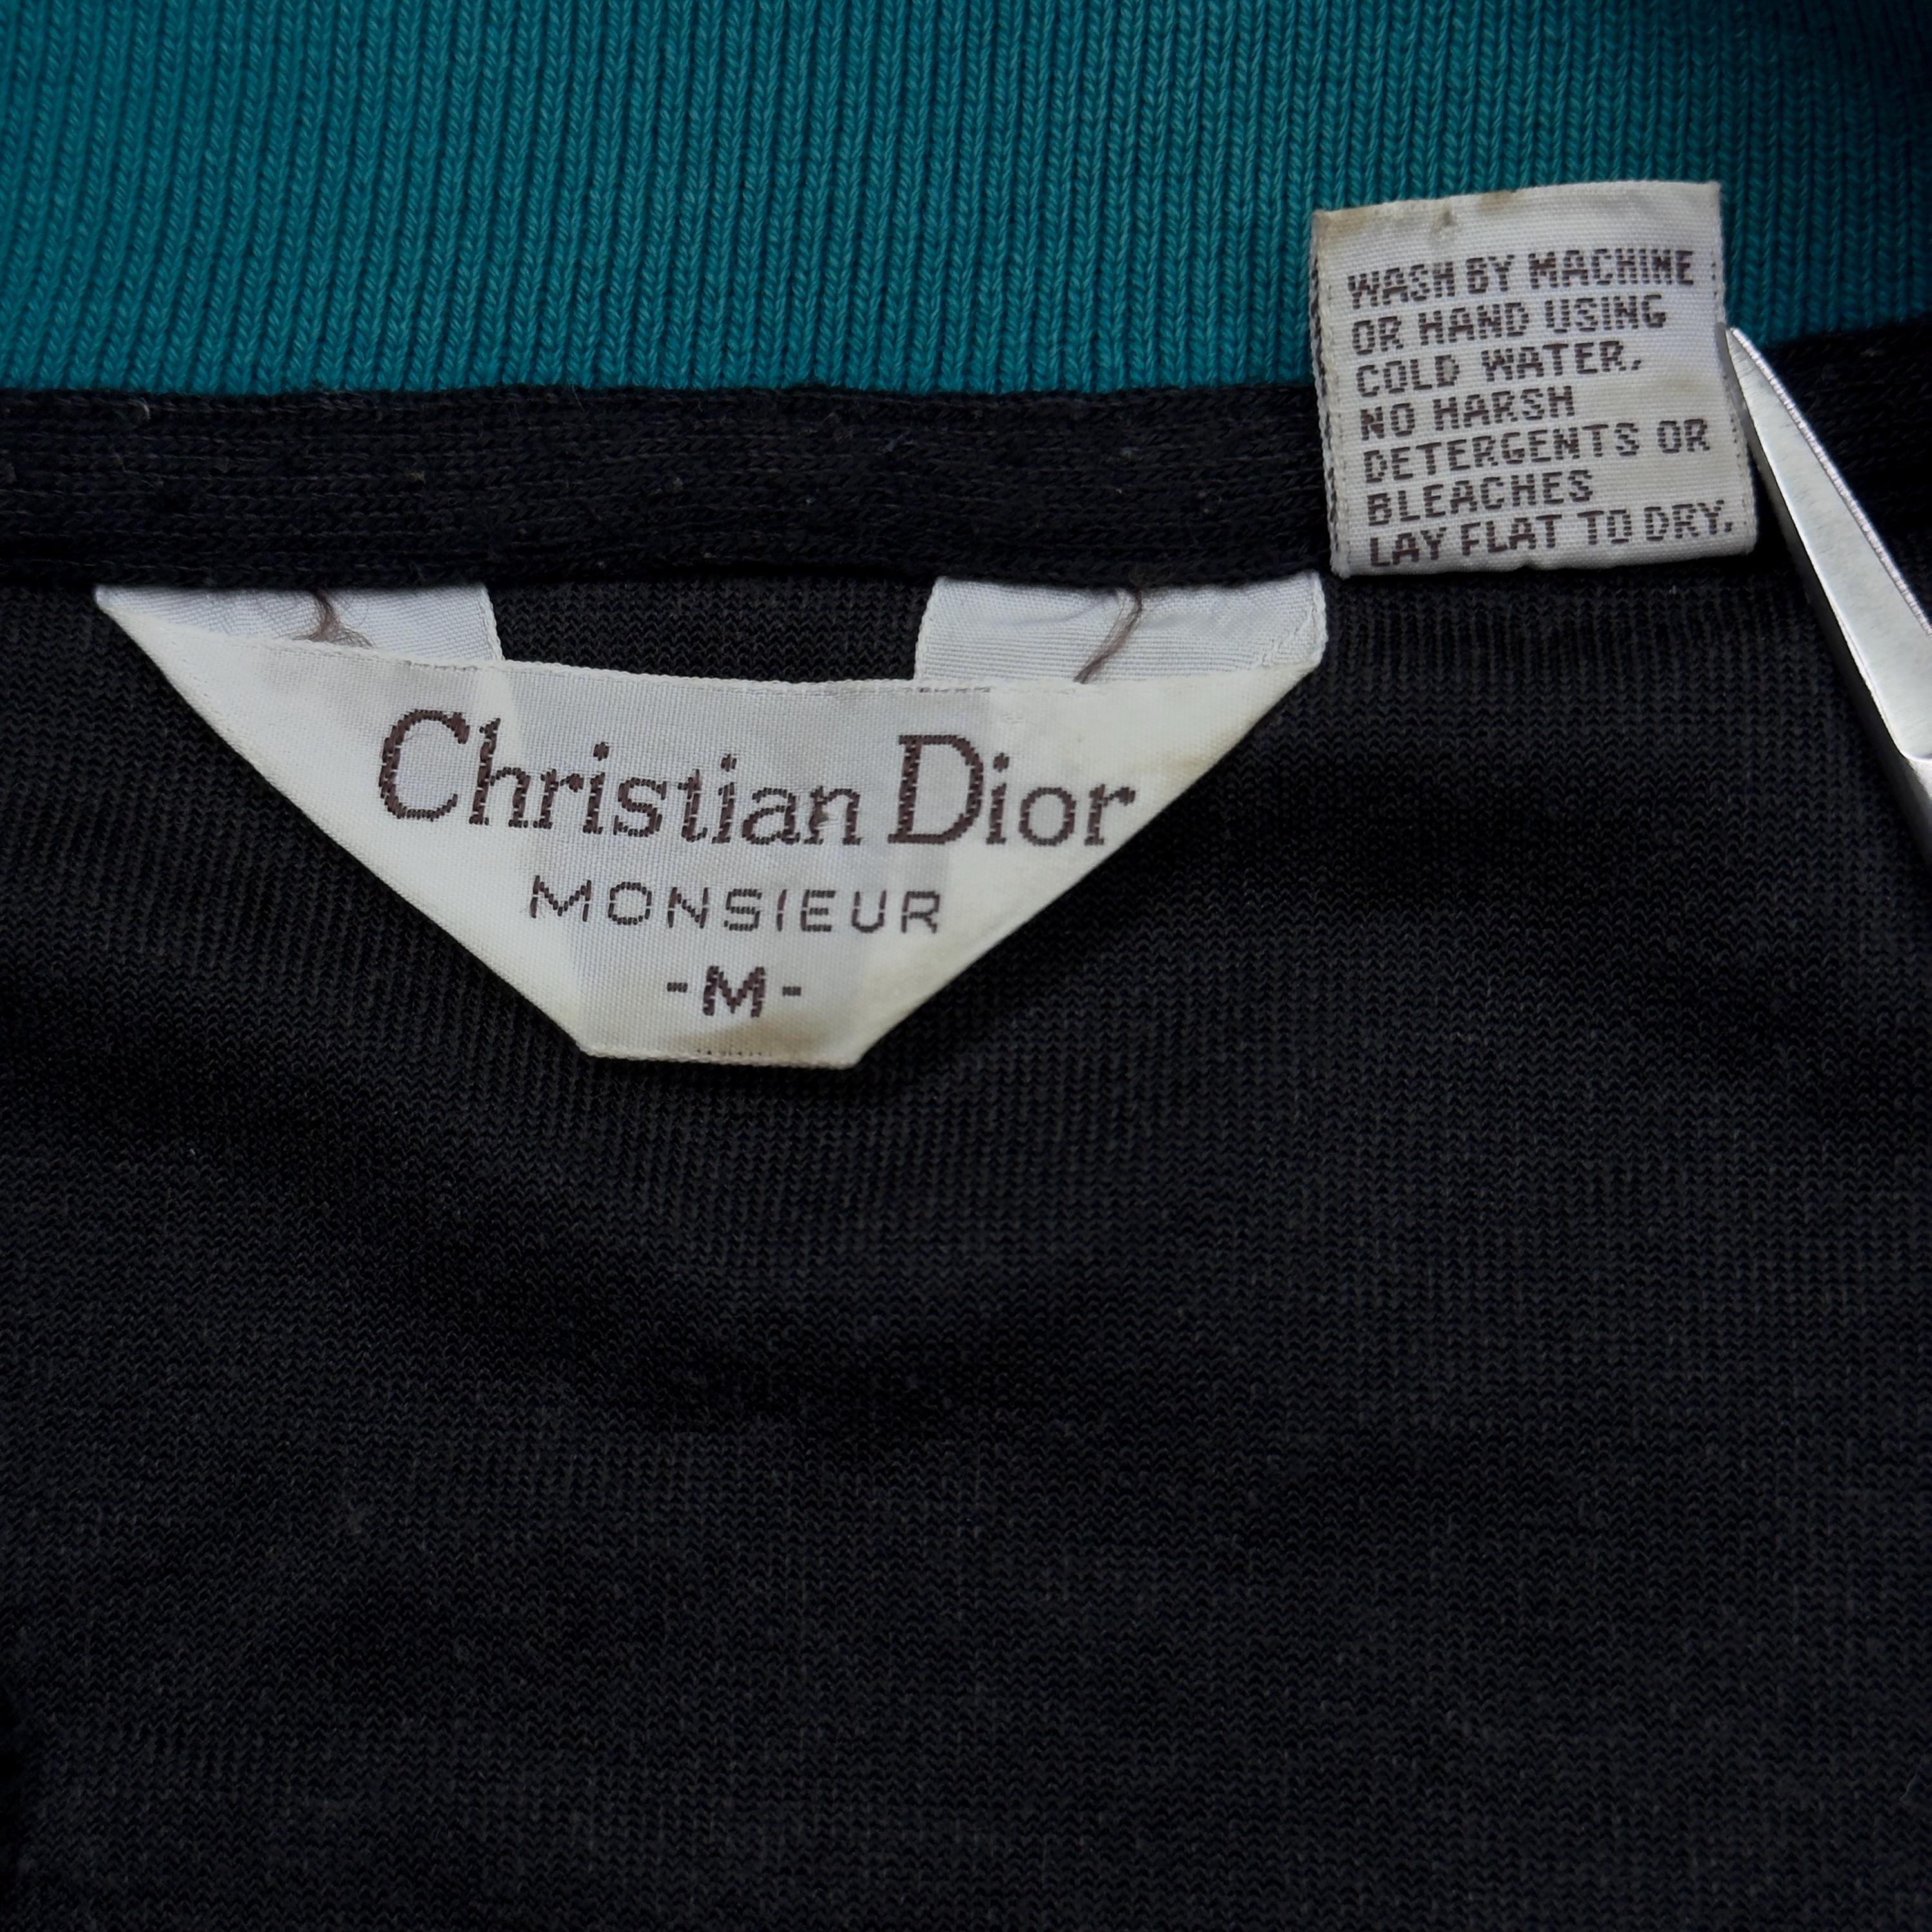 WASH BY MACHINE
OR HAND USING
COLD WATER,
NO HARSH
DETERGENTS OR
BLEACHES
LAY FLAT TO DRY.
Christian Dior
MONSIEUR
-M-